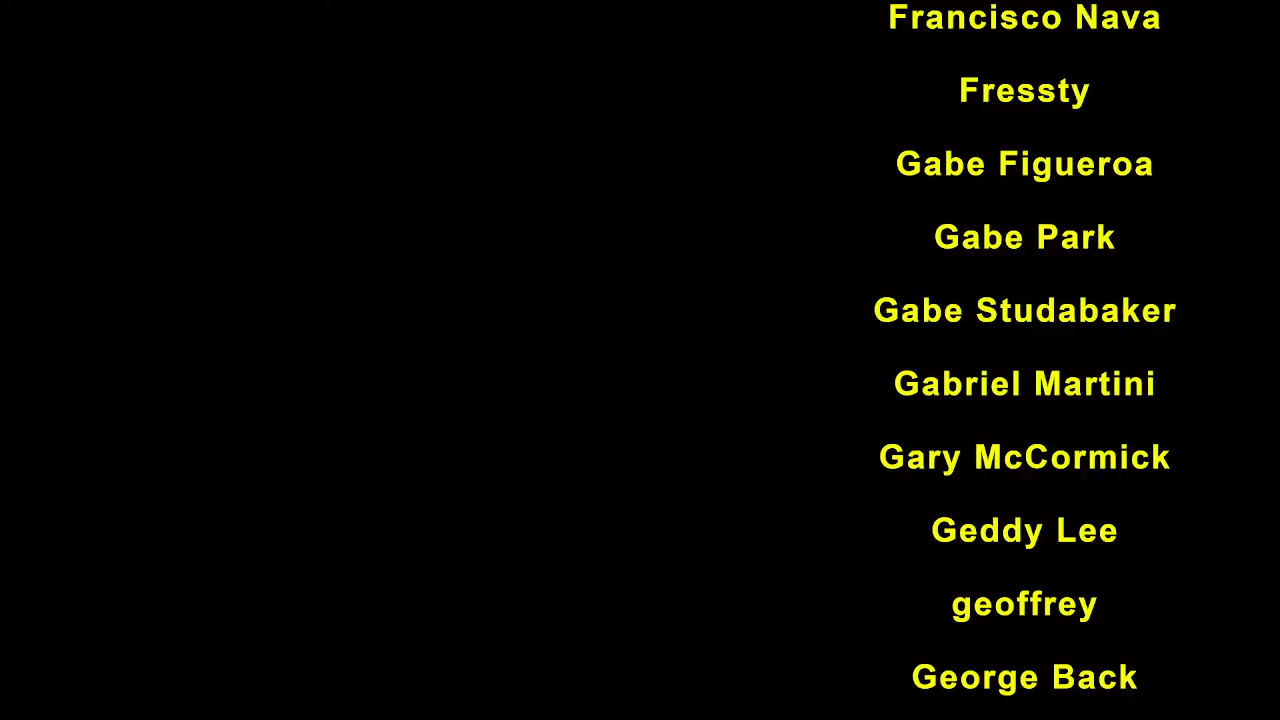 Francisco Nava
Fressty
Gabe Figueroa
Gabe Park
Gabe Studabaker
Gabriel Martini
Gary McCormick
Geddy Lee
geoffrey
George Back